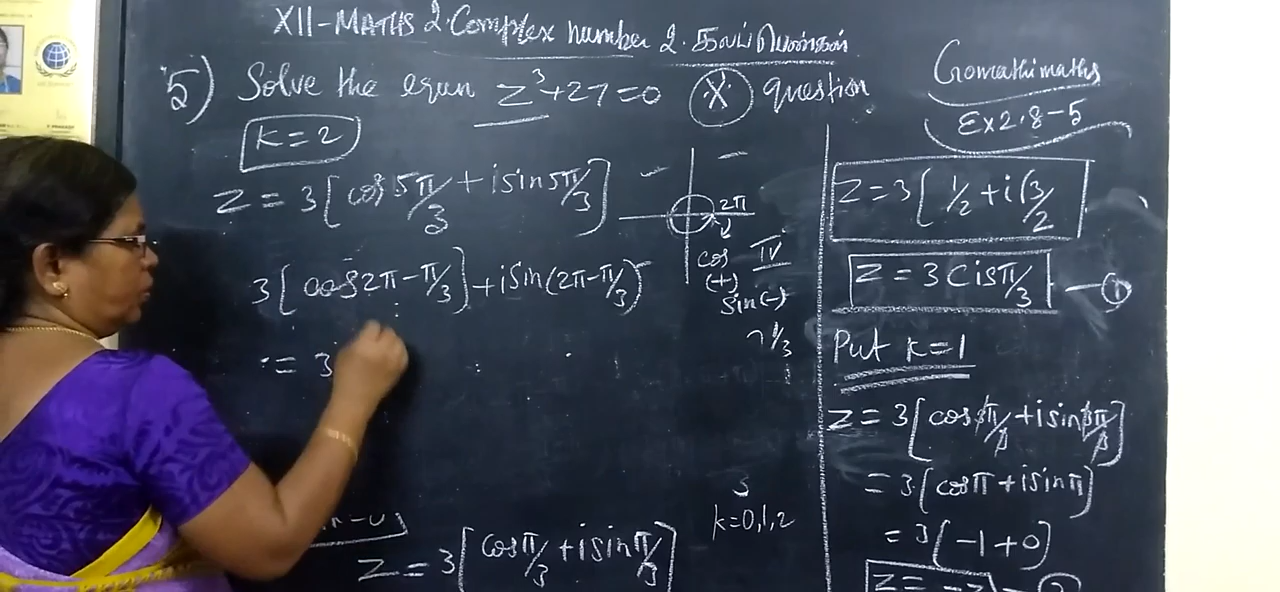 XII-MATHS 2. Complex number 2.
5) Solve the equn z³+27=0 (X) question
Gomathimaths
Ex 2.8-5
K=2
Z = 3[cos 5π/3 + i sin 5π/3]
3[cos 2π - π/3] + i sin(2π - π/3)
= 3
2π
IV
cos (+)
sin (-)
k=0,1,2
Z = 3[cos π/3 + i sin π/3]
Z = 3[1/2 + i√3/2
Z = 3 cis π/3 — ①
Put K=1
Z = 3[cos 3π/3 + i sin 3π/3]
= 3[cos π + i sin π]
= 3(-1+0)